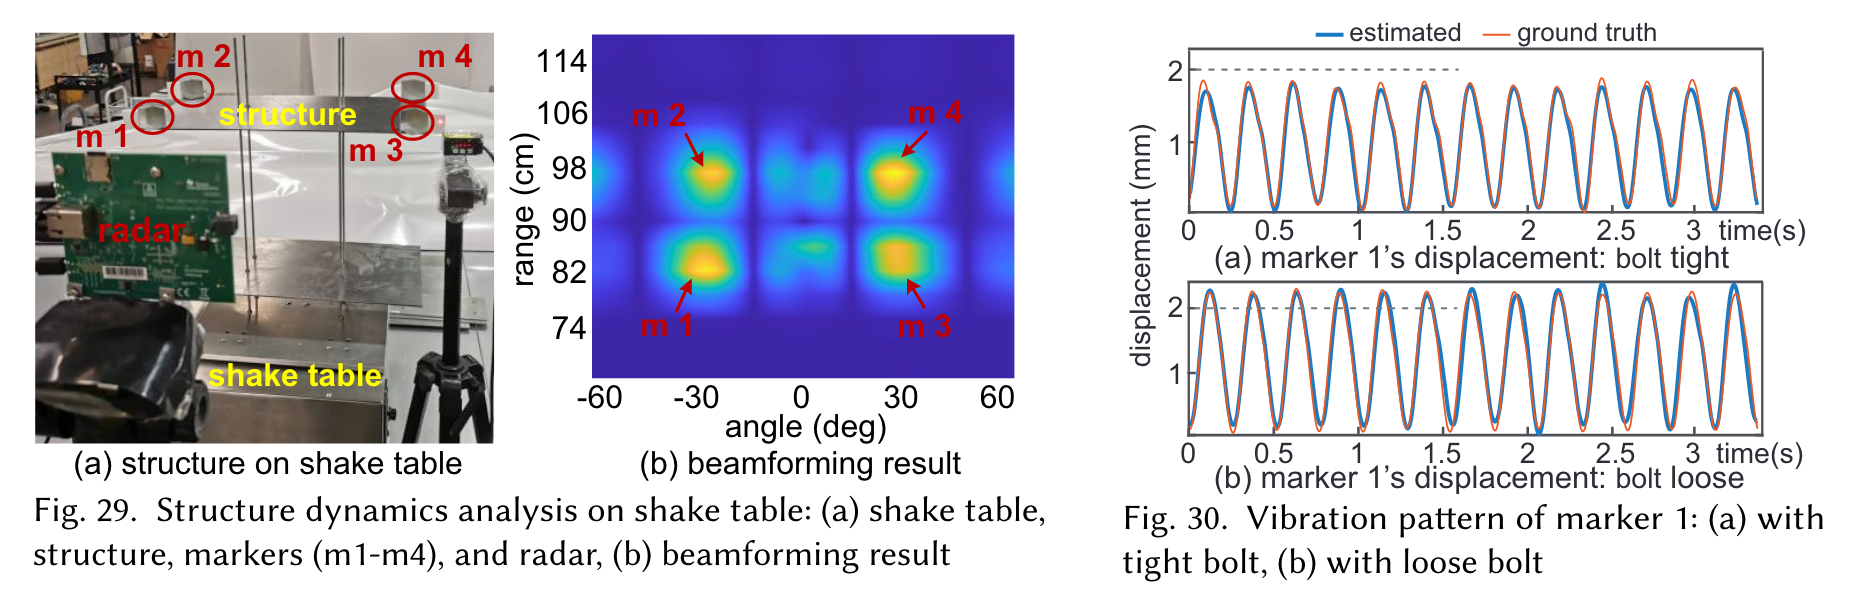 m 2
m 4
structure
m 1
m 3
radar
shake table
(a) structure on shake table
range (cm)
114
106
98
90
82
74
m 2
m 4
m 1
m 3
-60 -30 0 30 60
angle (deg)
(b) beamforming result
Fig. 29. Structure dynamics analysis on shake table: (a) shake table,
structure, markers (m1-m4), and radar, (b) beamforming result
estimated ground truth
displacement (mm)
2
1
0 0.5 1 1.5 2 2.5 3 time(s)
(a) marker 1's displacement: bolt tight
2
1
0 0.5 1 1.5 2 2.5 3 time(s)
(b) marker 1's displacement: bolt loose
Fig. 30. Vibration pattern of marker 1: (a) with
tight bolt, (b) with loose bolt